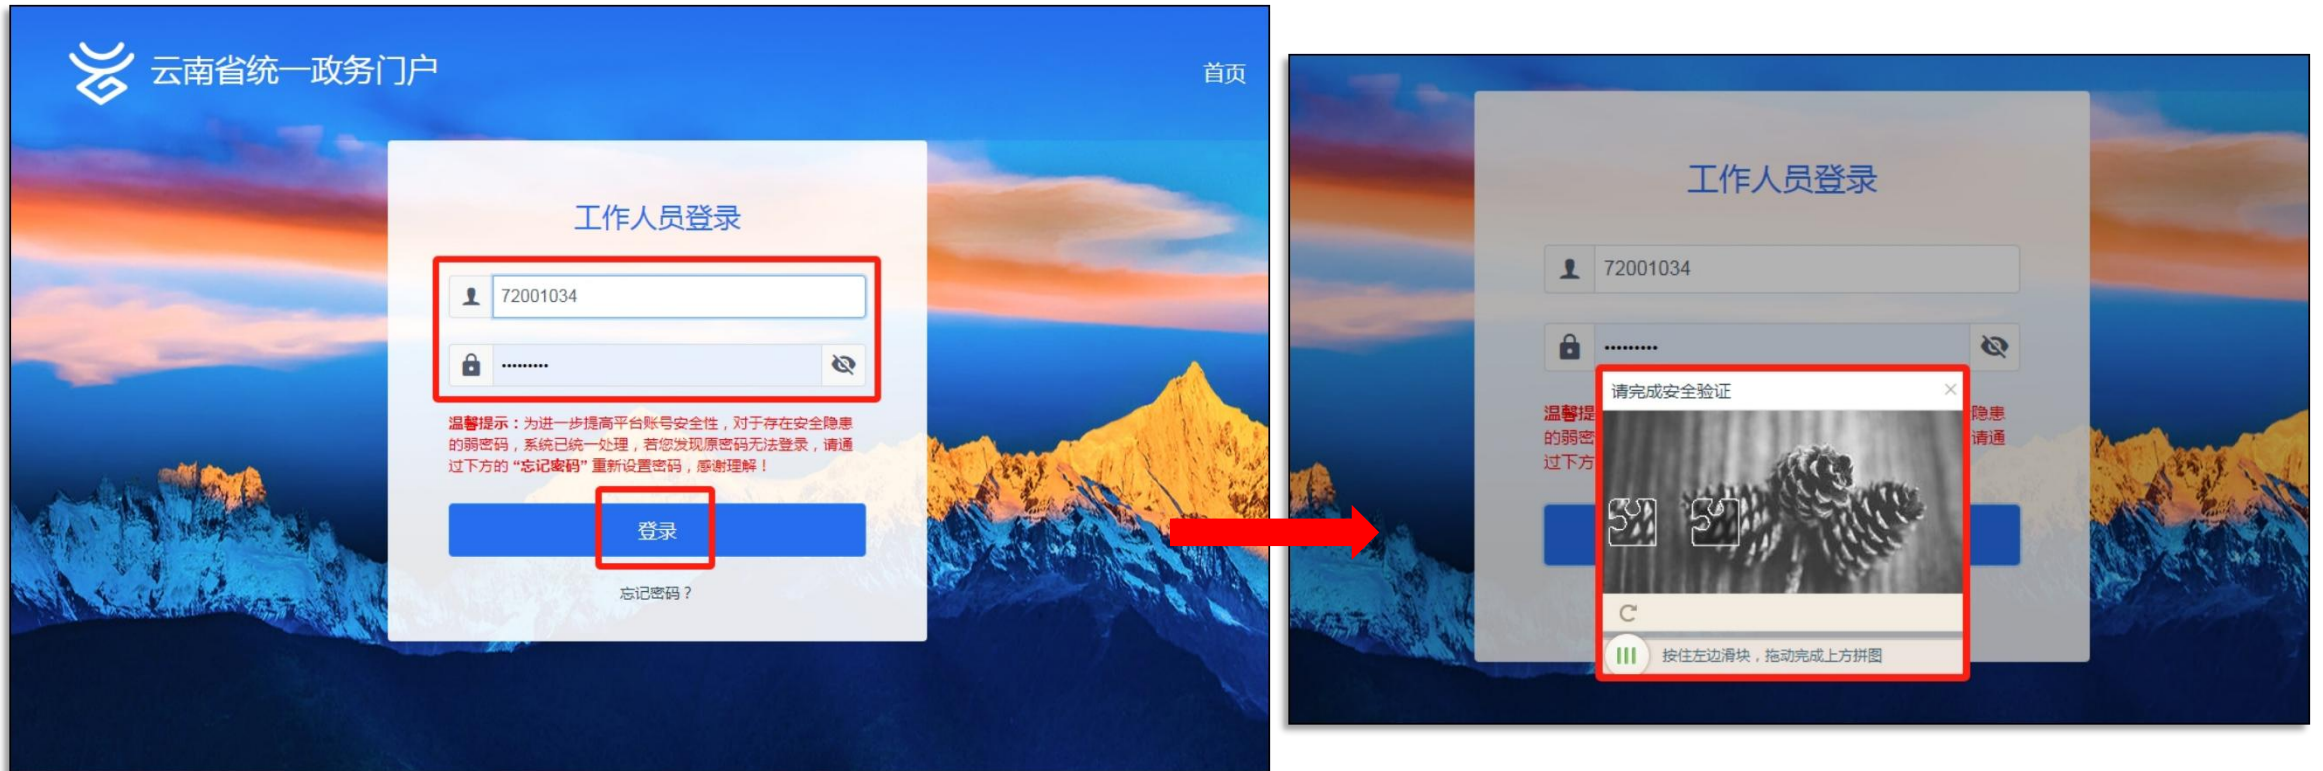 云南省统一政务门户
首页
工作人员登录
72001034
·········
温馨提示：为进一步提高平台账号安全性，对于存在安全隐患
的弱密码，系统已统一处理，若您发现原密码无法登录，请通
过下方的“忘记密码”重新设置密码，感谢理解！
登录
忘记密码？
工作人员登录
72001034
·········
请完成安全验证
温馨提
隐患
的弱密
请通
过下方
按住左边滑块，拖动完成上方拼图